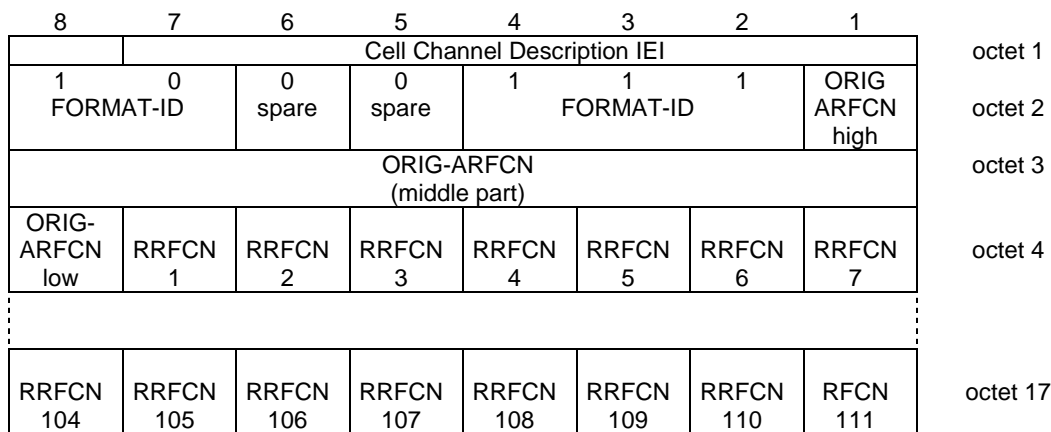 8 7 6 5 4 3 2 1
Cell Channel Description IEI octet 1
1 0 0 0 1 1 1 ORIG
FORMAT-ID spare spare FORMAT-ID ARFCN octet 2
high
ORIG-ARFCN octet 3
(middle part)
ORIG-
ARFCN RRFCN RRFCN RRFCN RRFCN RRFCN RRFCN RRFCN octet 4
low 1 2 3 4 5 6 7
RRFCN RRFCN RRFCN RRFCN RRFCN RRFCN RRFCN RFCN octet 17
104 105 106 107 108 109 110 111